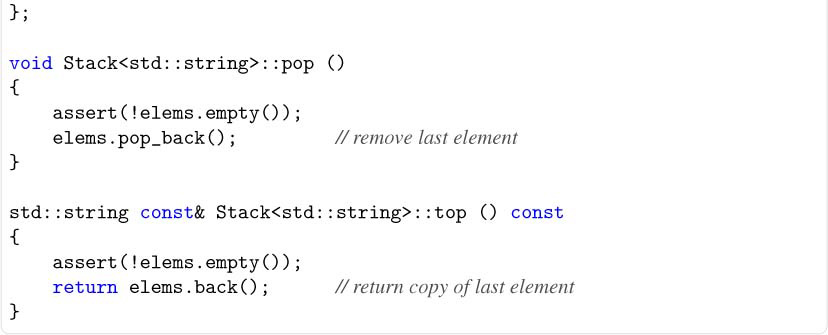 };
void Stack<std::string>::pop ()
{
assert(!elems.empty());
elems.pop_back(); // remove last element
}
std::string const& Stack<std::string>::top () const
{
assert(!elems.empty());
return elems.back(); // return copy of last element
}